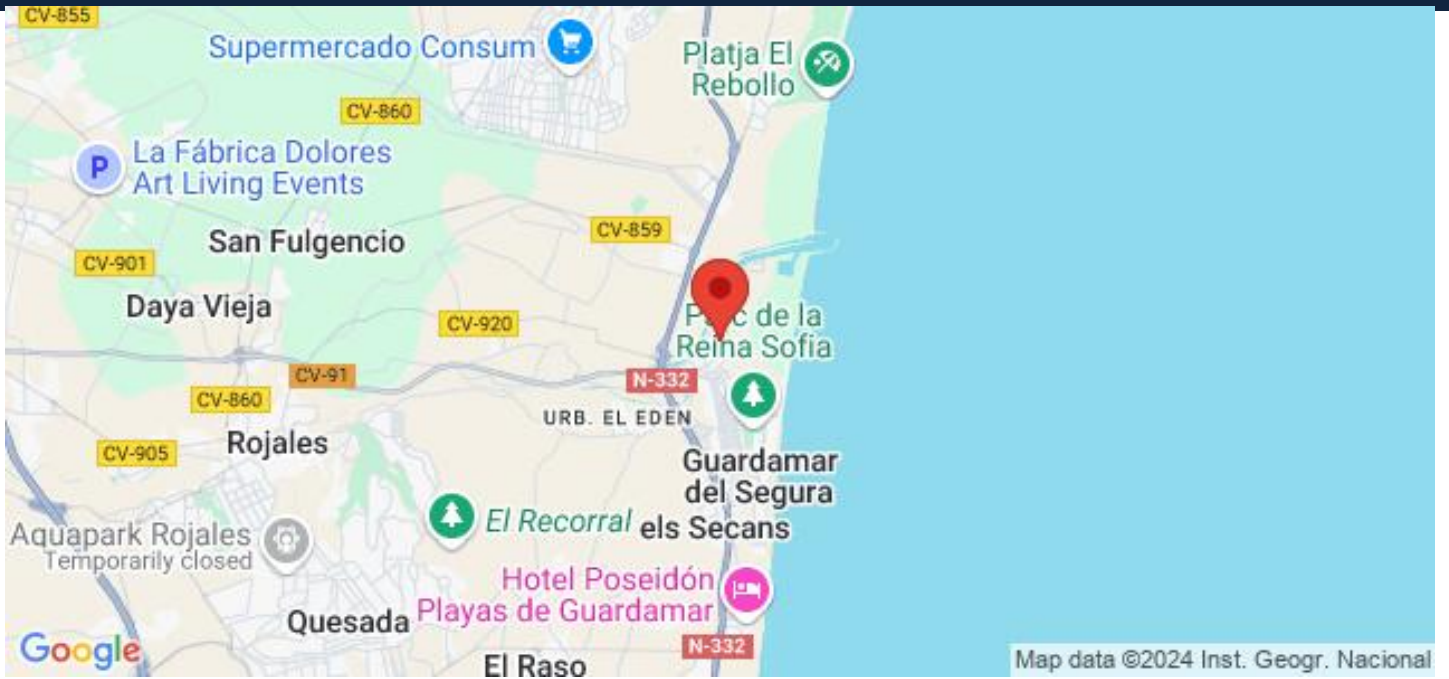 CV-855
Supermercado Consum
Platja El
Rebollo
CV-860
La Fábrica Dolores
Art Living Events
P
CV-859
San Fulgencio
CV-901
Daya Vieja
CV-920
Parc de la
Reina Sofia
CV-91
N-332
CV-860
URB. EL EDEN
Rojales
CV-905
Guardamar
del Segura
El Recorral
els Secans
Aquapark Rojales
Temporarily closed
Hotel Poseidón
Playas de Guardamar
Quesada
N-332
El Raso
Google
Map data ©2024 Inst. Geogr. Nacional